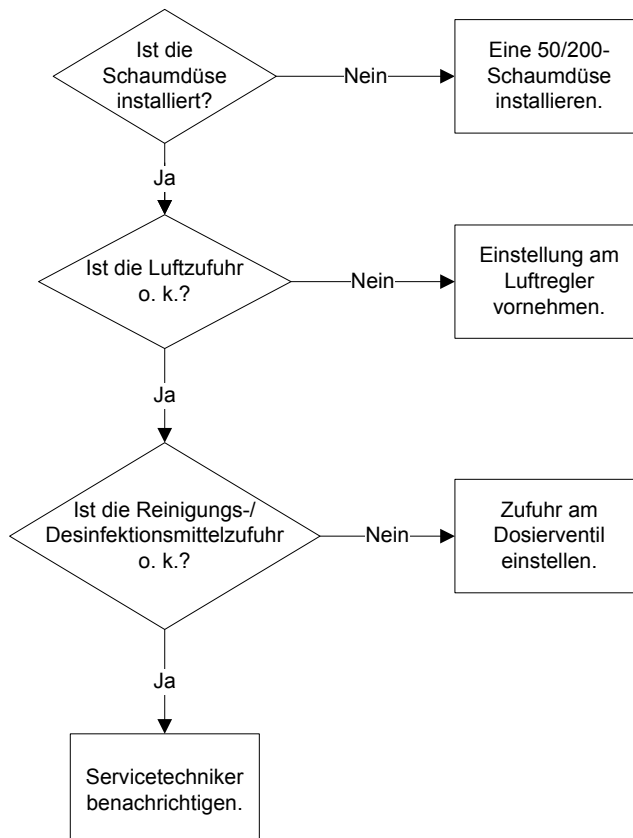 Ist die
Schaumdüse
installiert?
Nein
Eine 50/200-
Schaumdüse
installieren.
Ja
Ist die Luftzufuhr
o. k.?
Nein
Einstellung am
Luftregler
vornehmen.
Ja
Ist die Reinigungs-/
Desinfektionsmittelzufuhr
o. k.?
Nein
Zufuhr am
Dosierventil
einstellen.
Ja
Servicetechniker
benachrichtigen.